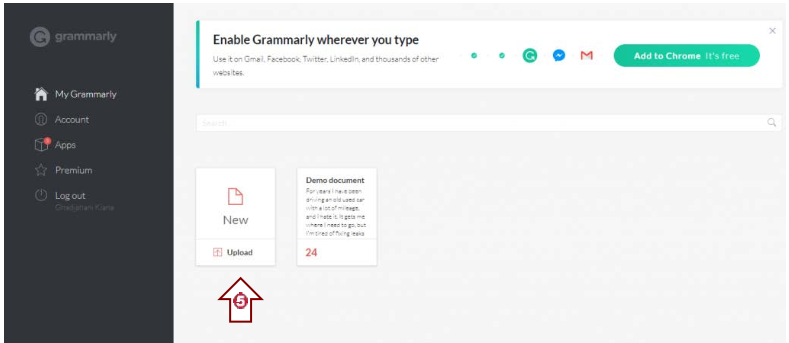 grammarly
My Grammarly
Account
Apps
Premium
Log out
Enable Grammarly wherever you type
Use it on Gmail, Facebook, Twitter, LinkedIn, and thousands of other
websites.
Add to Chrome It's free
Search
New
Upload
Demo document
For years I have been
driving an old used car
with a lot of mileage,
and I hate it. It gets me
where I need to go, but
I'm tired of fixing leaks
24
5